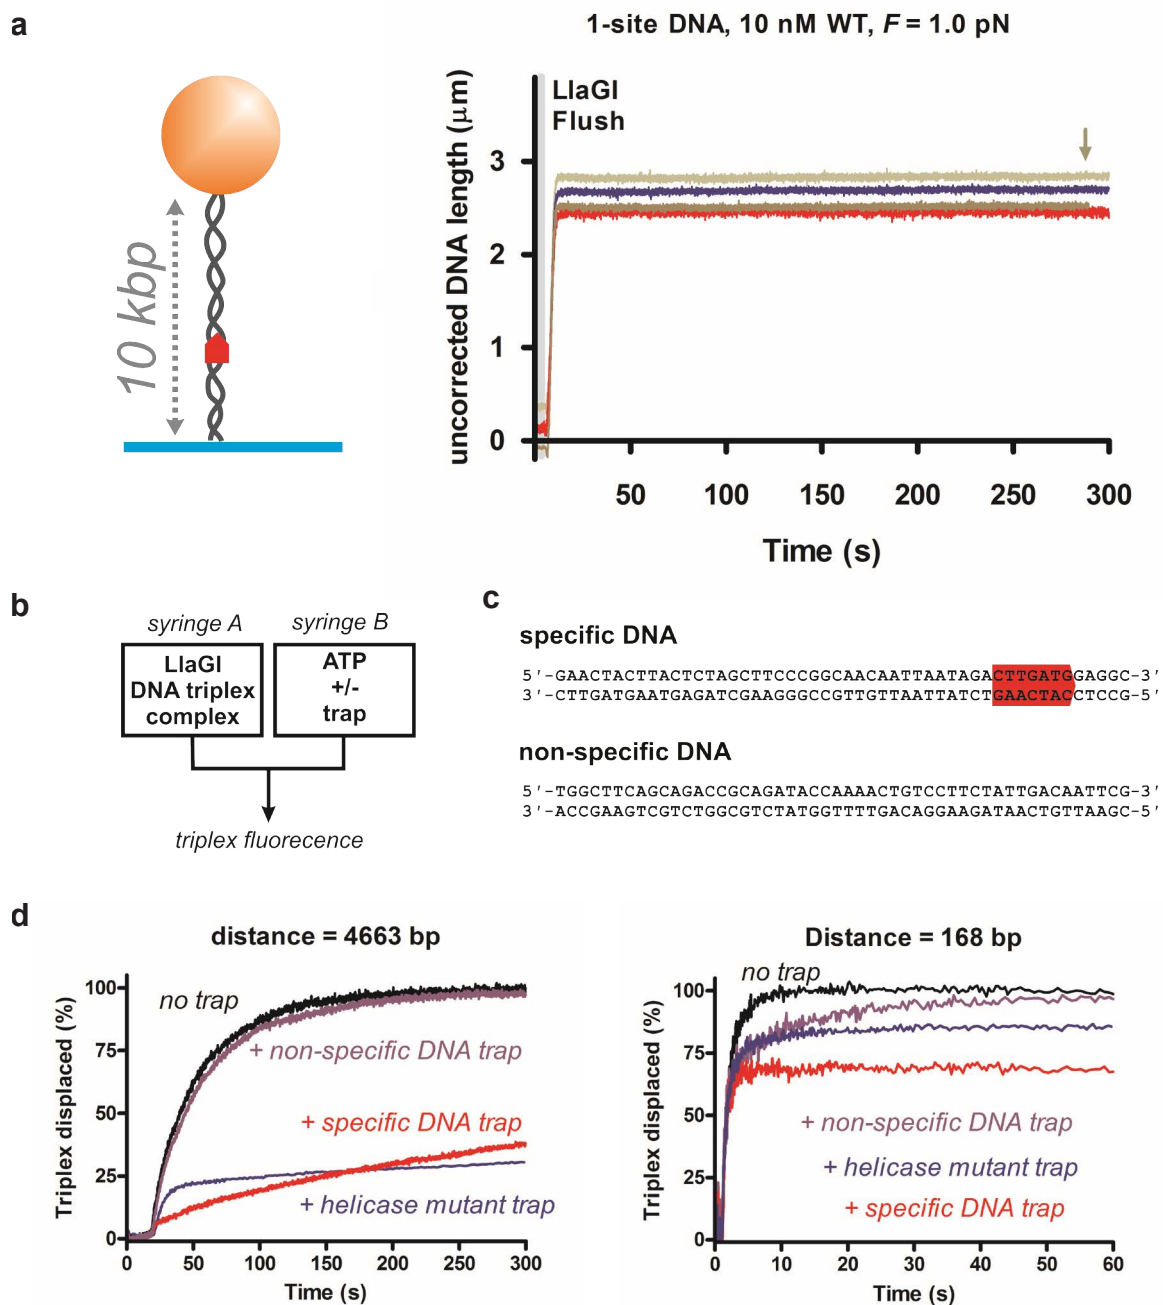 a
1-site DNA, 10 nM WT, F = 1.0 pN
10 kbp
uncorrected DNA length (μm)
LlaGI
Flush
3
2
1
0
50 100 150 200 250 300
Time (s)
b
syringe A syringe B
LlaGI
DNA triplex
complex
ATP
+/-
trap
triplex fluorecence
c
specific DNA
5'-GAACTACTTACTCTAGCTTCCCGGCAACAATTAATAGACTTGATGGAGGC-3'
3'-CTTGATGAATGAGATCGAAGGGCCGTTGTTAATTATCTGAACTACCTCCG-5'
non-specific DNA
5'-TGGCTTCAGCAGACCGCAGATACCAAAACTGTCCTTCTATTGACAATTCG-3'
3'-ACCGAAGTCGTCTGGCGTCTATGGTTTTGACAGGAAGATAACTGTTAAGC-5'
d
distance = 4663 bp
Triplex displaced (%)
100
75
50
25
0
no trap
+ non-specific DNA trap
+ specific DNA trap
+ helicase mutant trap
0 50 100 150 200 250 300
Time (s)
Distance = 168 bp
Triplex displaced (%)
100
75
50
25
0
no trap
+ non-specific DNA trap
+ helicase mutant trap
+ specific DNA trap
0 10 20 30 40 50 60
Time (s)